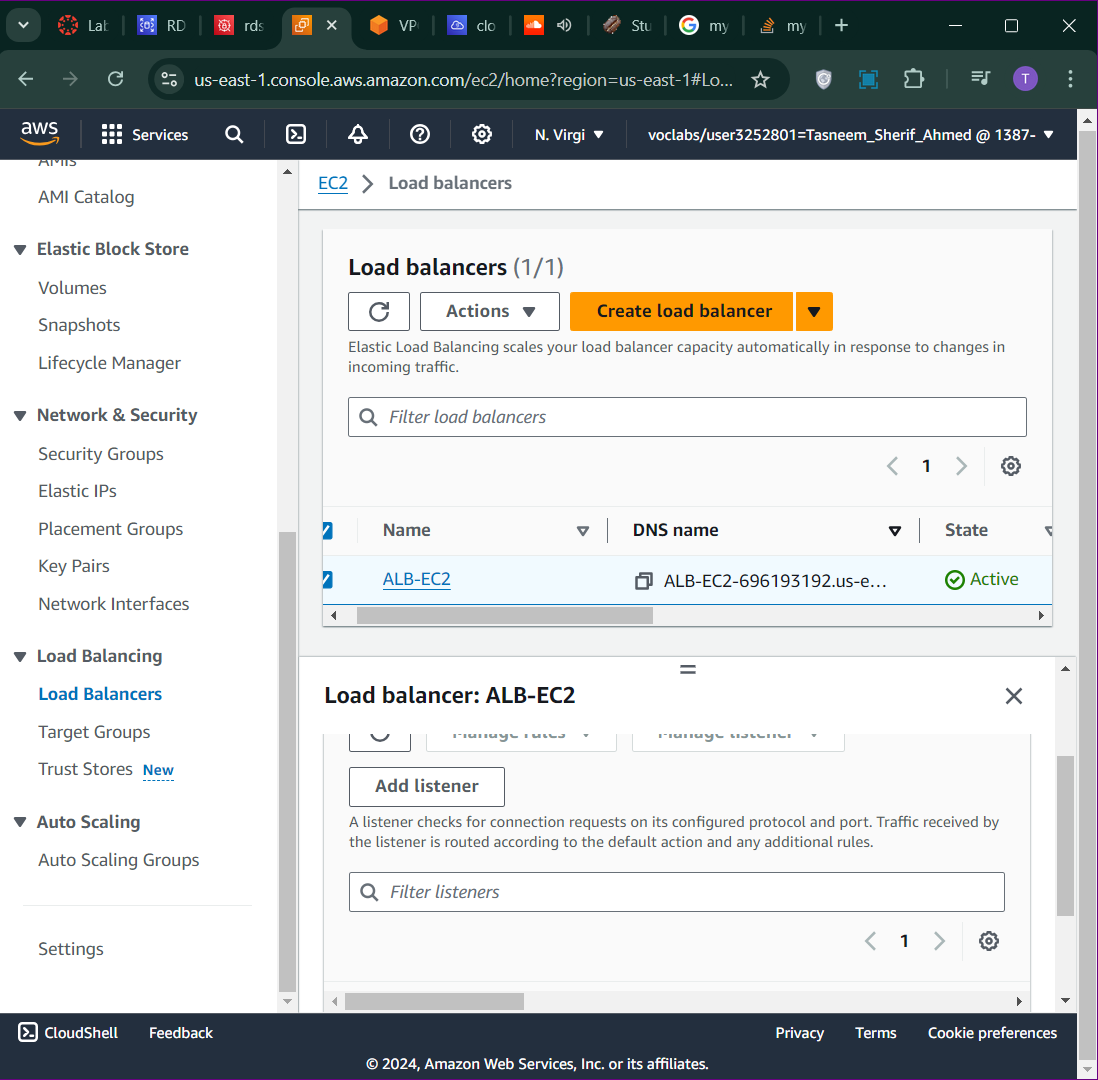 Lab
RD
rds
VP
clo
Stu
my
my
us-east-1.console.aws.amazon.com/ec2/home?region=us-east-1#Lo...
T
aws
Services
N. Virgi
voclabs/user3252801=Tasneem_Sherif_Ahmed @ 1387-
AMIs
AMI Catalog
Elastic Block Store
Volumes
Snapshots
Lifecycle Manager
Network & Security
Security Groups
Elastic IPs
Placement Groups
Key Pairs
Network Interfaces
Load Balancing
Load Balancers
Target Groups
Trust Stores New
Auto Scaling
Auto Scaling Groups
Settings
EC2 Load balancers
Load balancers (1/1)
Actions
Create load balancer
Elastic Load Balancing scales your load balancer capacity automatically in response to changes in
incoming traffic.
Filter load balancers
1
Name DNS name State
ALB-EC2 ALB-EC2-696193192.us-e... Active
Load balancer: ALB-EC2
Manage rules Manage listener
Add listener
A listener checks for connection requests on its configured protocol and port. Traffic received by
the listener is routed according to the default action and any additional rules.
Filter listeners
1
CloudShell Feedback Privacy Terms Cookie preferences
© 2024, Amazon Web Services, Inc. or its affiliates.